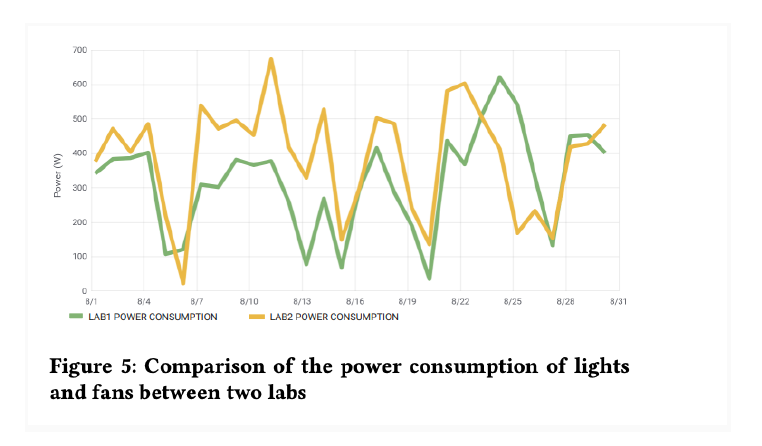 700
600
500
400
300
200
100
0
Power (W)
8/1 8/4 8/7 8/10 8/13 8/16 8/19 8/22 8/25 8/28 8/31
LAB1 POWER CONSUMPTION LAB2 POWER CONSUMPTION
Figure 5: Comparison of the power consumption of lights
and fans between two labs